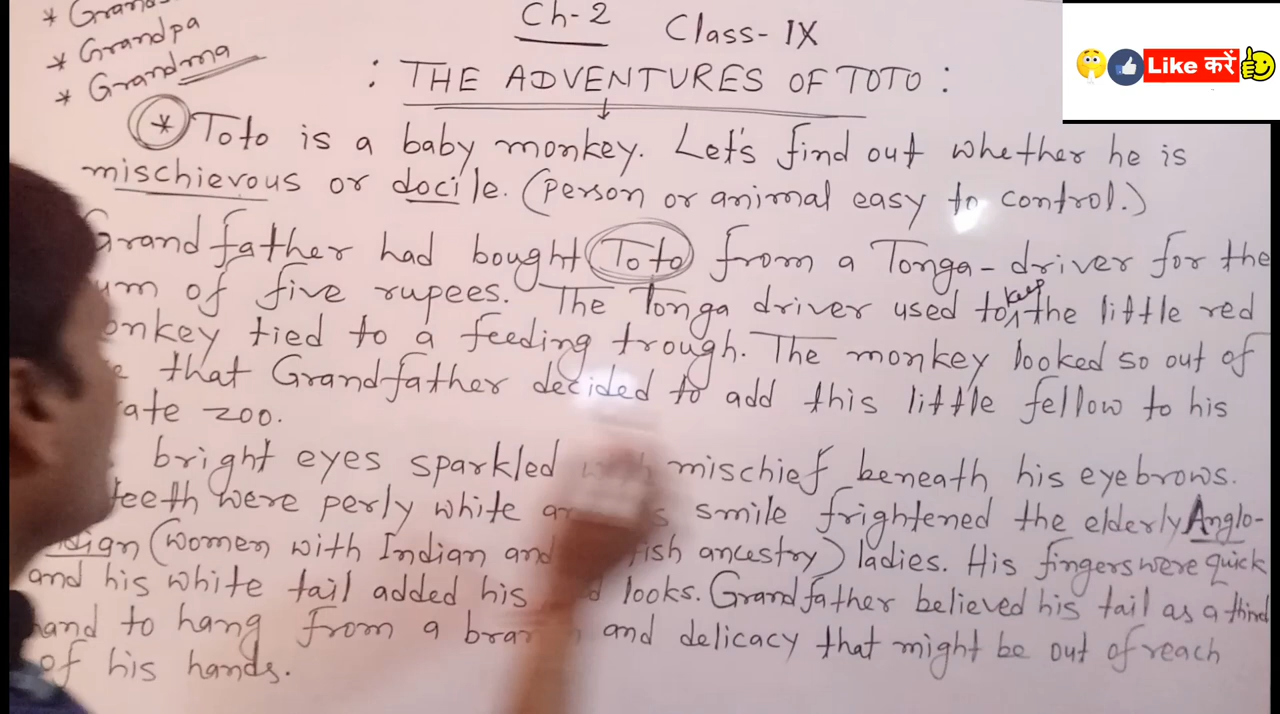 * Grand
* Grandpa
* Grandma
Ch-2 Class-IX
: THE ADVENTURES OF TOTO :
Like करें
* Toto is a baby monkey. Let's find out whether he is
mischievous or docile. (person or animal easy to control.)
Grandfather had bought Toto from a Tonga-driver for the
of five rupees. The Tonga driver used to keep the little red
tied to a feeding trough. The monkey looked so out of
that Grandfather decided to add this little fellow to his
zoo.
bright eyes sparkled mischief beneath his eyebrows.
teeth were perly white smile frightened the elderly Anglo-
(women with Indian and ancestry) ladies. His fingers were quick
and his white tail added his looks. Grandfather believed his tail as a third
to hang from a and delicacy that might be out of reach
of his hands.